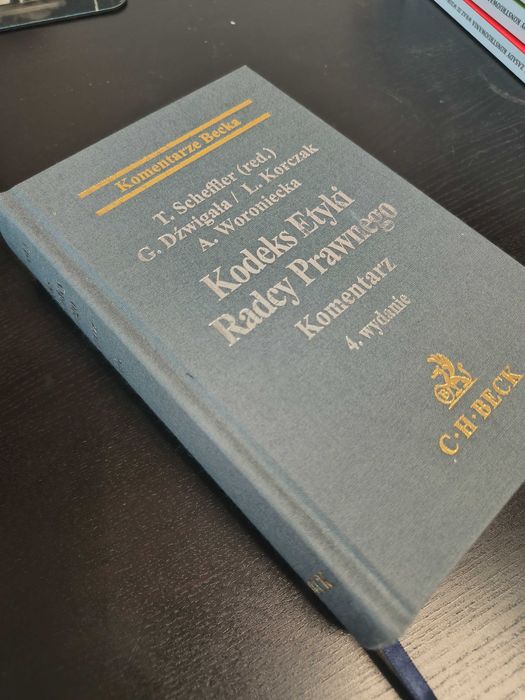 Komentarze Becka
T. Scheffler (red.)
G. Dźwigała / L. Korczak
A. Woroniecka
Kodeks Etyki
Radcy Prawnego
Komentarz
4. wydanie
C·H·BECK